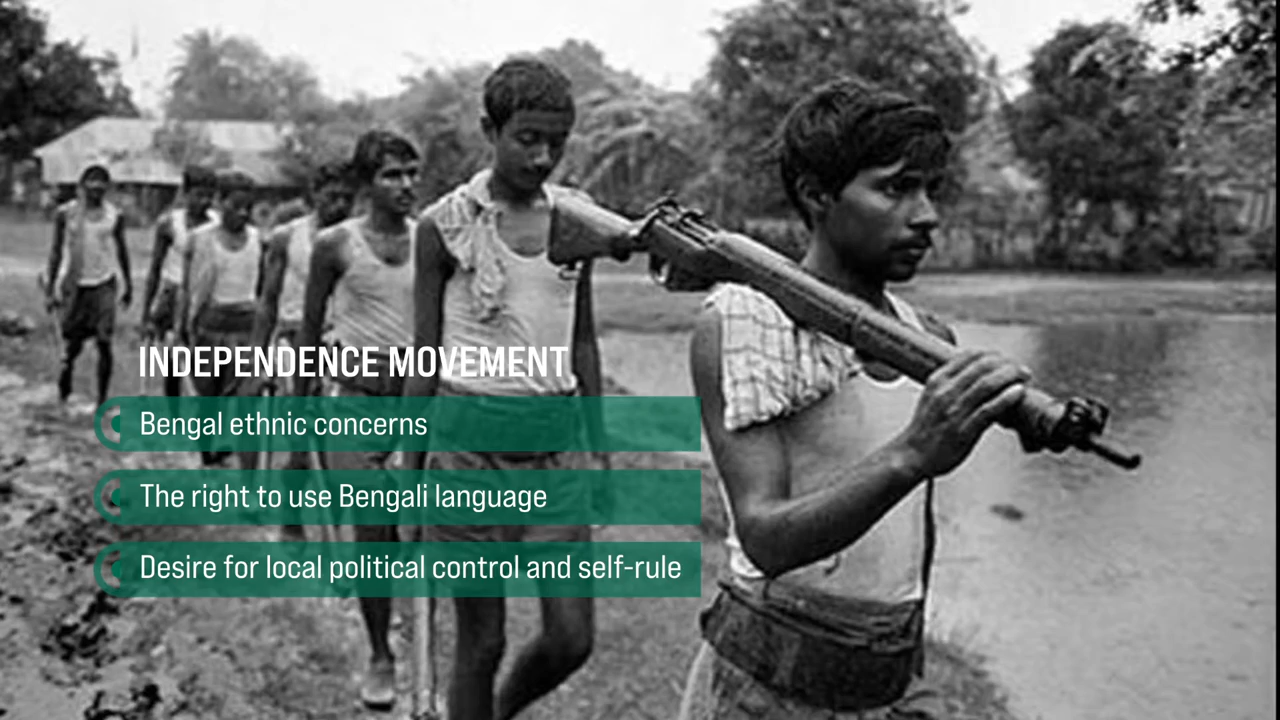 INDEPENDENCE MOVEMENT
Bengal ethnic concerns
The right to use Bengali language
Desire for local political control and self-rule